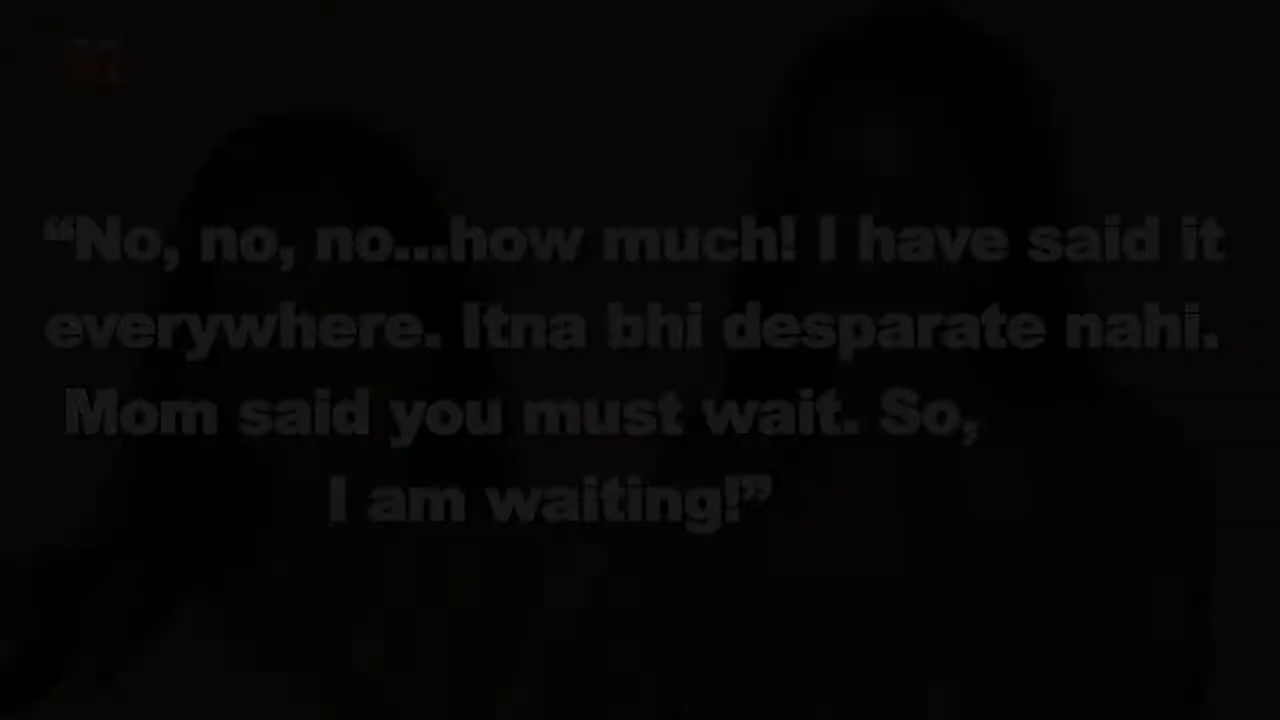 “No, no, no...how much! I have said it
everywhere. Itna bhi desparate nahi.
Mom said you must wait. So,
I am waiting!”